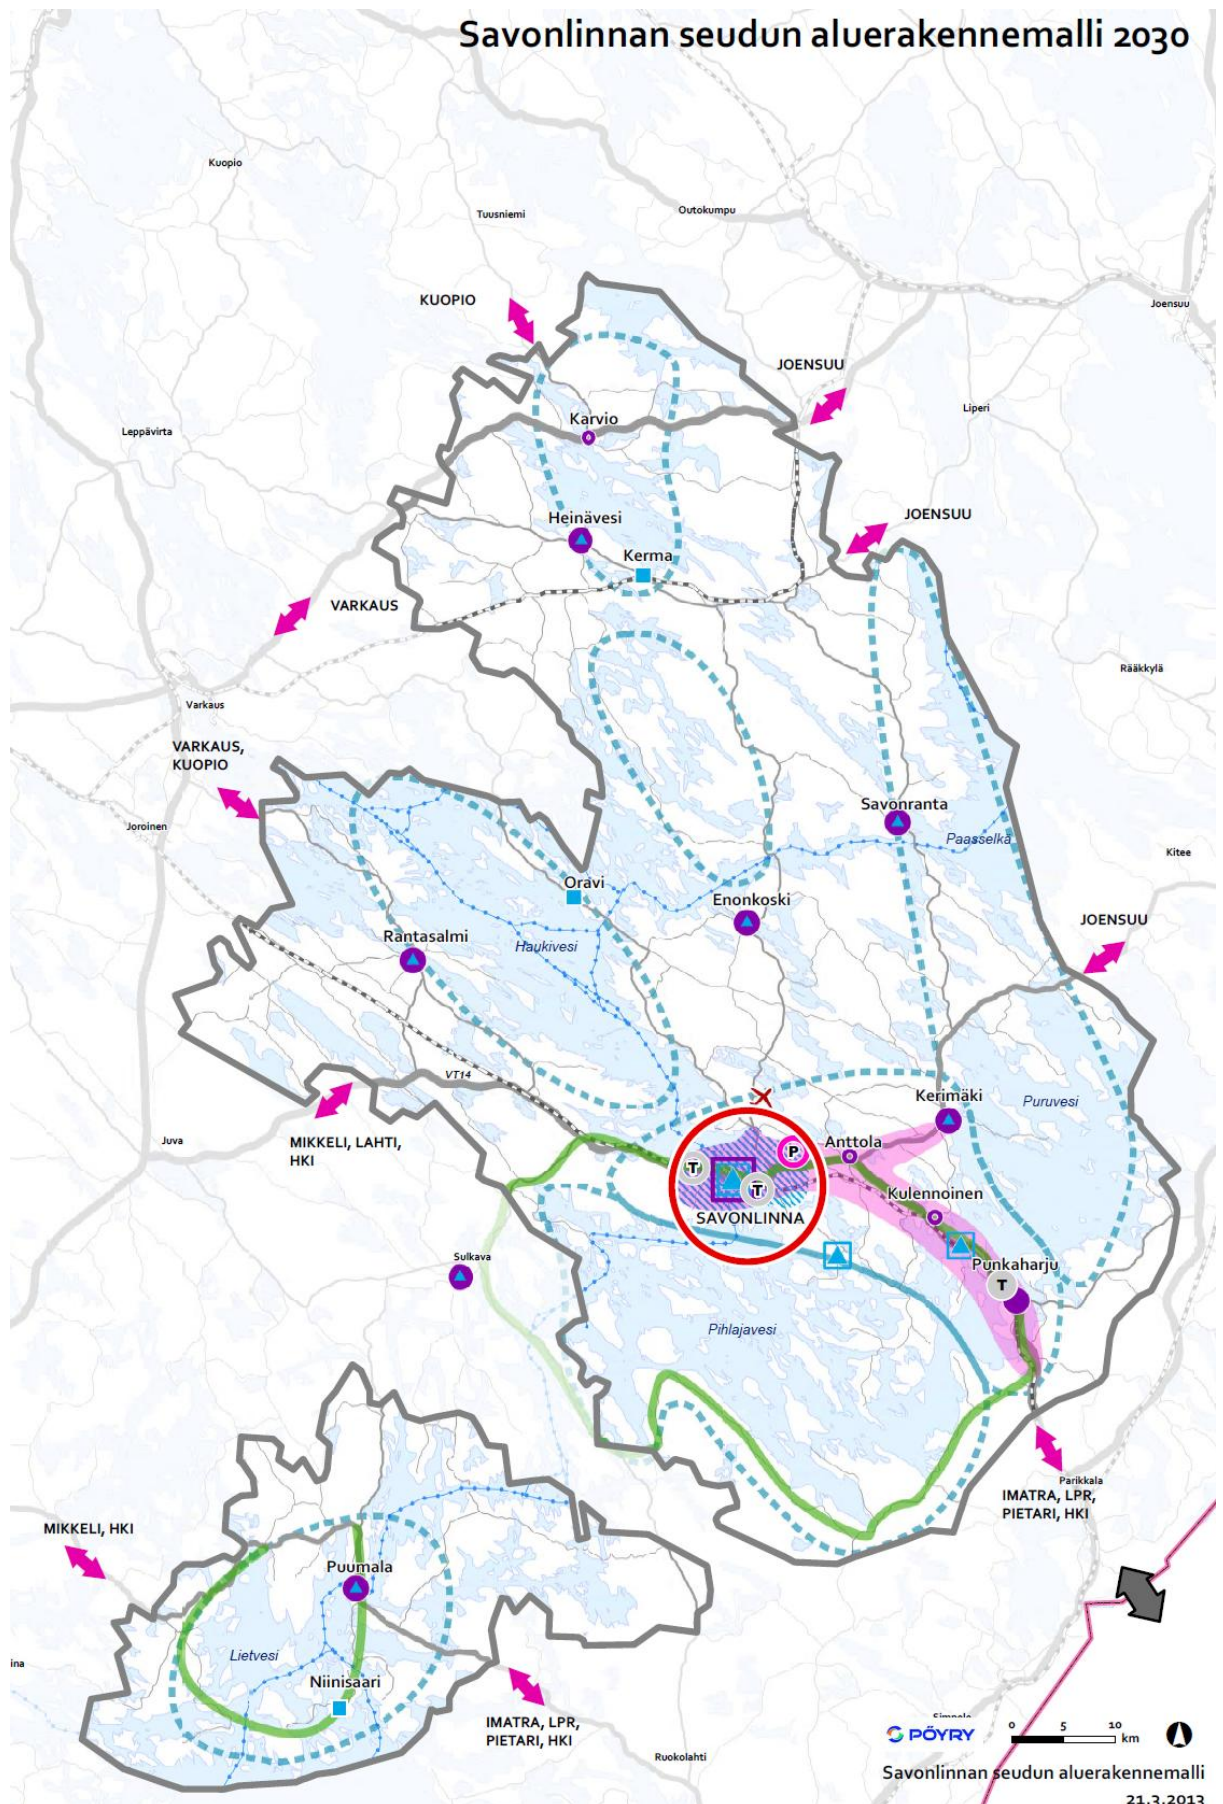 Savonlinnan seudun aluerakennemalli 2030
Kuopio
Tuusniemi
Outokumpu
KUOPIO
Joensuu
JOENSUU
Liperi
Karvio
Leppävirta
JOENSUU
Heinävesi
Kerma
VARKAUS
Rääkkylä
Varkaus
VARKAUS,
KUOPIO
Savonranta
Joroinen
Paasselkä
Kitee
Oravi
Enonkoski
JOENSUU
Rantasalmi
Haukivesi
VT14
Kerimäki
Puruvesi
Juva
MIKKELI, LAHTI,
HKI
Anttola
P
T
T
Kulennoinen
SAVONLINNA
Sulkava
Punkaharju
T
Pihlajavesi
Parikkala
IMATRA, LPR,
PIETARI, HKI
MIKKELI, HKI
Puumala
Lietvesi
ina
Niinisaari
IMATRA, LPR,
PIETARI, HKI
Simpele
PÖYRY
0 5 10
km
Ruokolahti
Savonlinnan seudun aluerakennemalli
21.3.2013